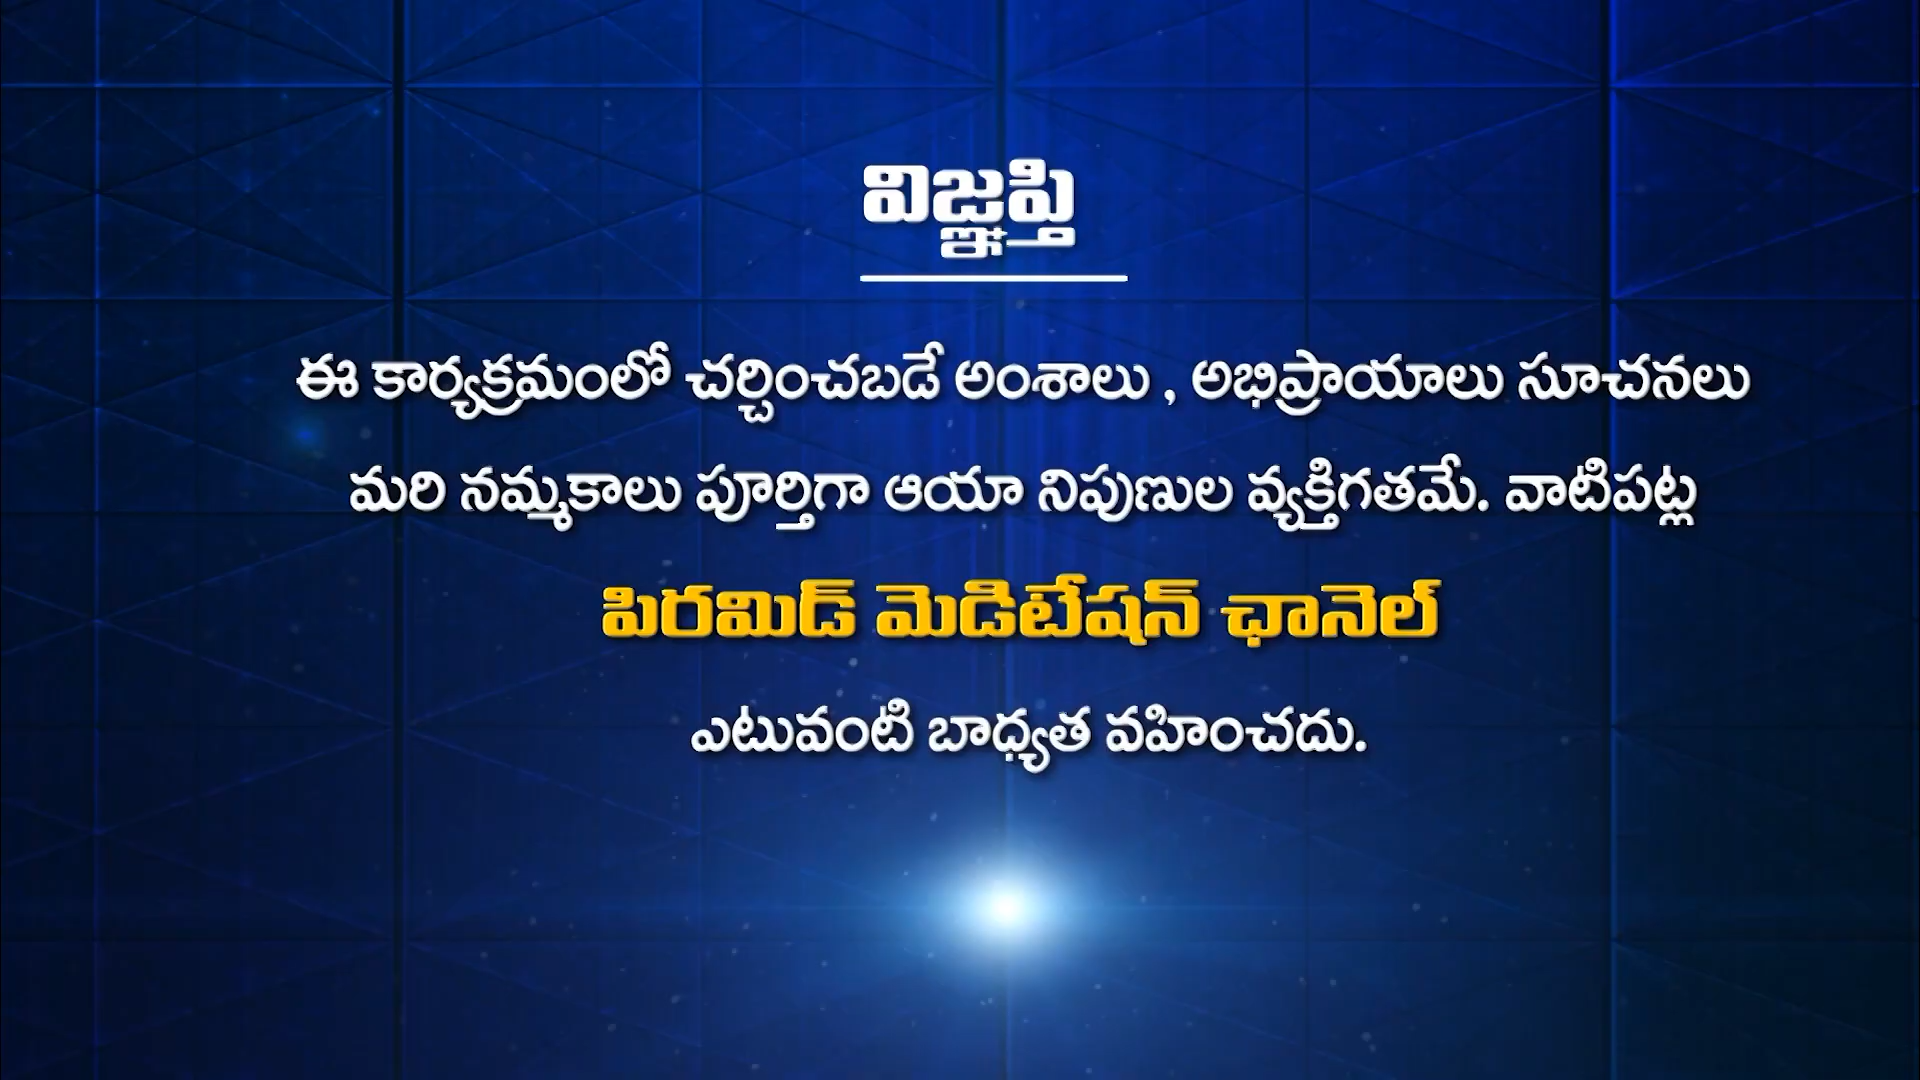 విజ్ఞప్తి
ఈ కార్యక్రమంలో చర్చించబడే అంశాలు , అభిప్రాయాలు సూచనలు
మరి నమ్మకాలు పూర్తిగా ఆయా నిపుణుల వ్యక్తిగతమే. వాటిపట్ల
పిరమిడ్ మెడిటేషన్ ఛానెల్
ఎటువంటి బాధ్యత వహించదు.